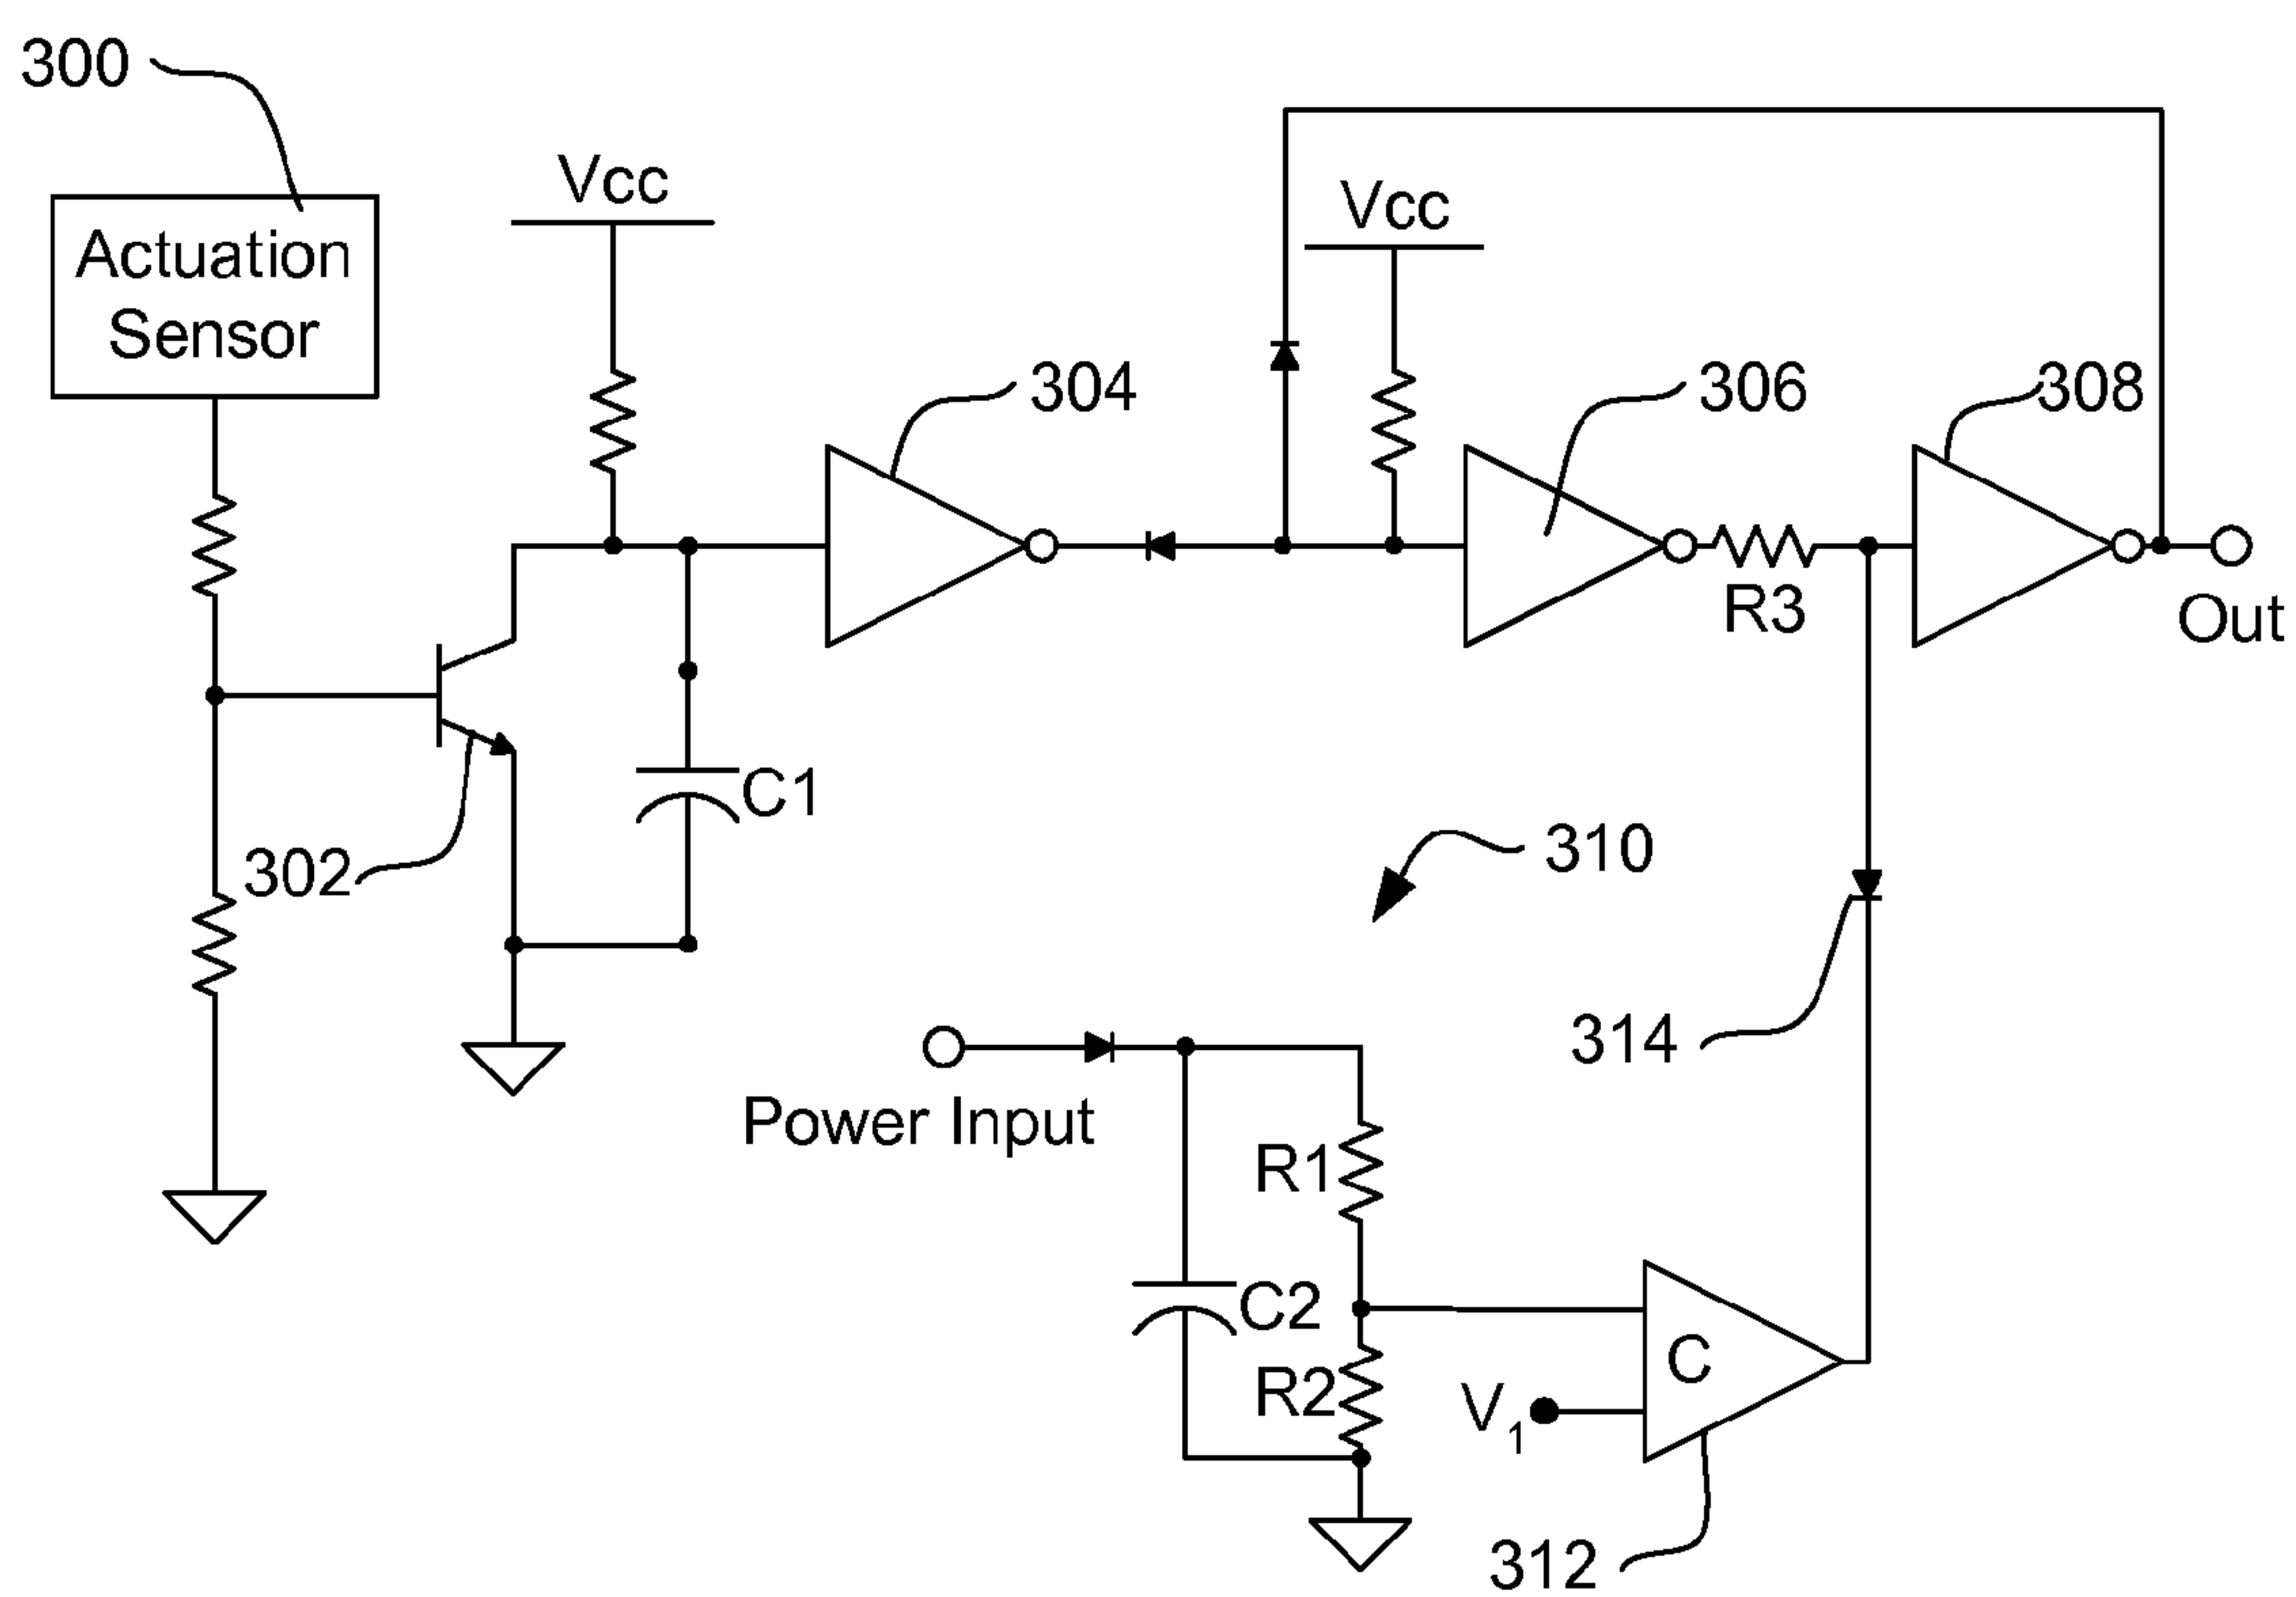 300
Actuation
Sensor
Vcc
Vcc
304
306
308
R3
Out
C1
302
310
314
Power Input
R1
C2
R2
C
V1
312